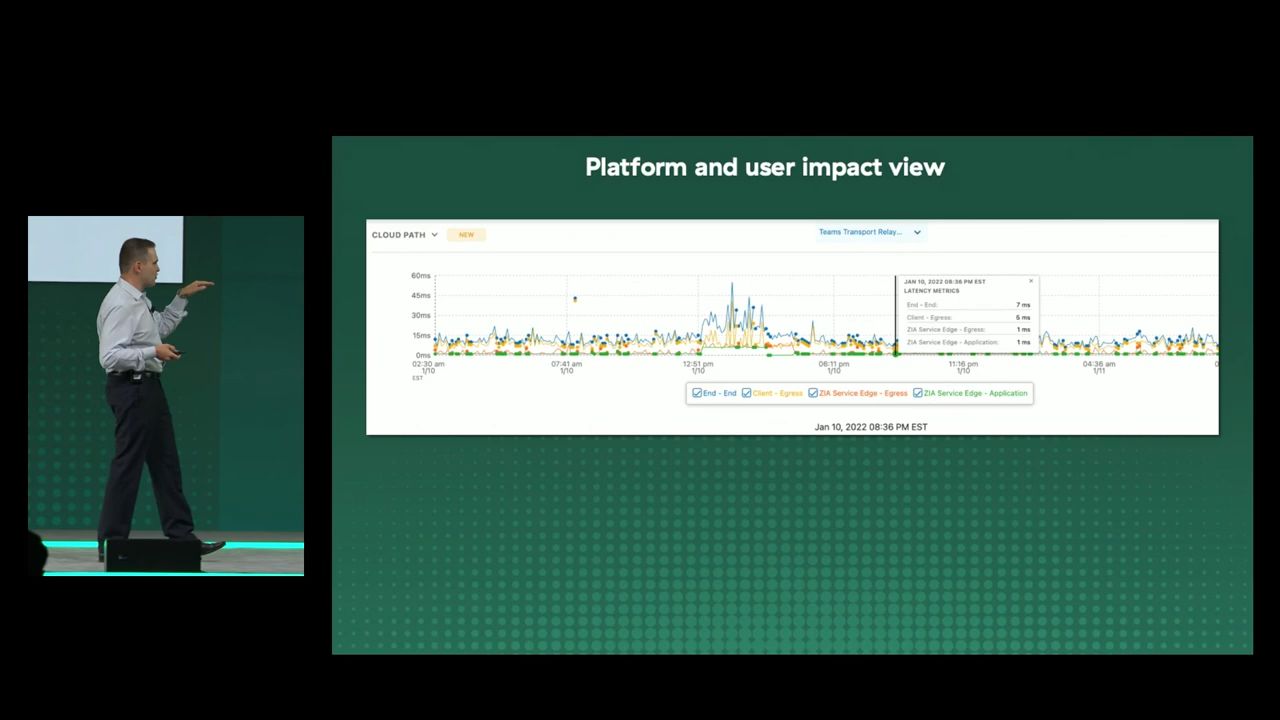 Platform and user impact view
CLOUD PATH NEW Teams Transport Relay...
60ms
45ms
30ms
15ms
0ms
JAN 10, 2022 08:36 PM EST
LATENCY METRICS
End - End: 7 ms
Client - Egress: 5 ms
ZIA Service Edge - Egress: 1 ms
ZIA Service Edge - Application: 1 ms
02:30 am 07:41 am 12:51 pm 06:11 pm 11:16 pm 04:36 am 0
1/10 1/10 1/10 1/10 1/10 1/11
EST
End - End Client - Egress ZIA Service Edge - Egress ZIA Service Edge - Application
Jan 10, 2022 08:36 PM EST